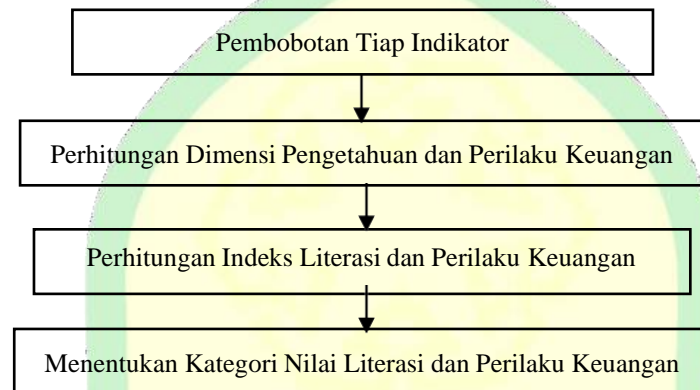 Pembobotan Tiap Indikator
Perhitungan Dimensi Pengetahuan dan Perilaku Keuangan
Perhitungan Indeks Literasi dan Perilaku Keuangan
Menentukan Kategori Nilai Literasi dan Perilaku Keuangan